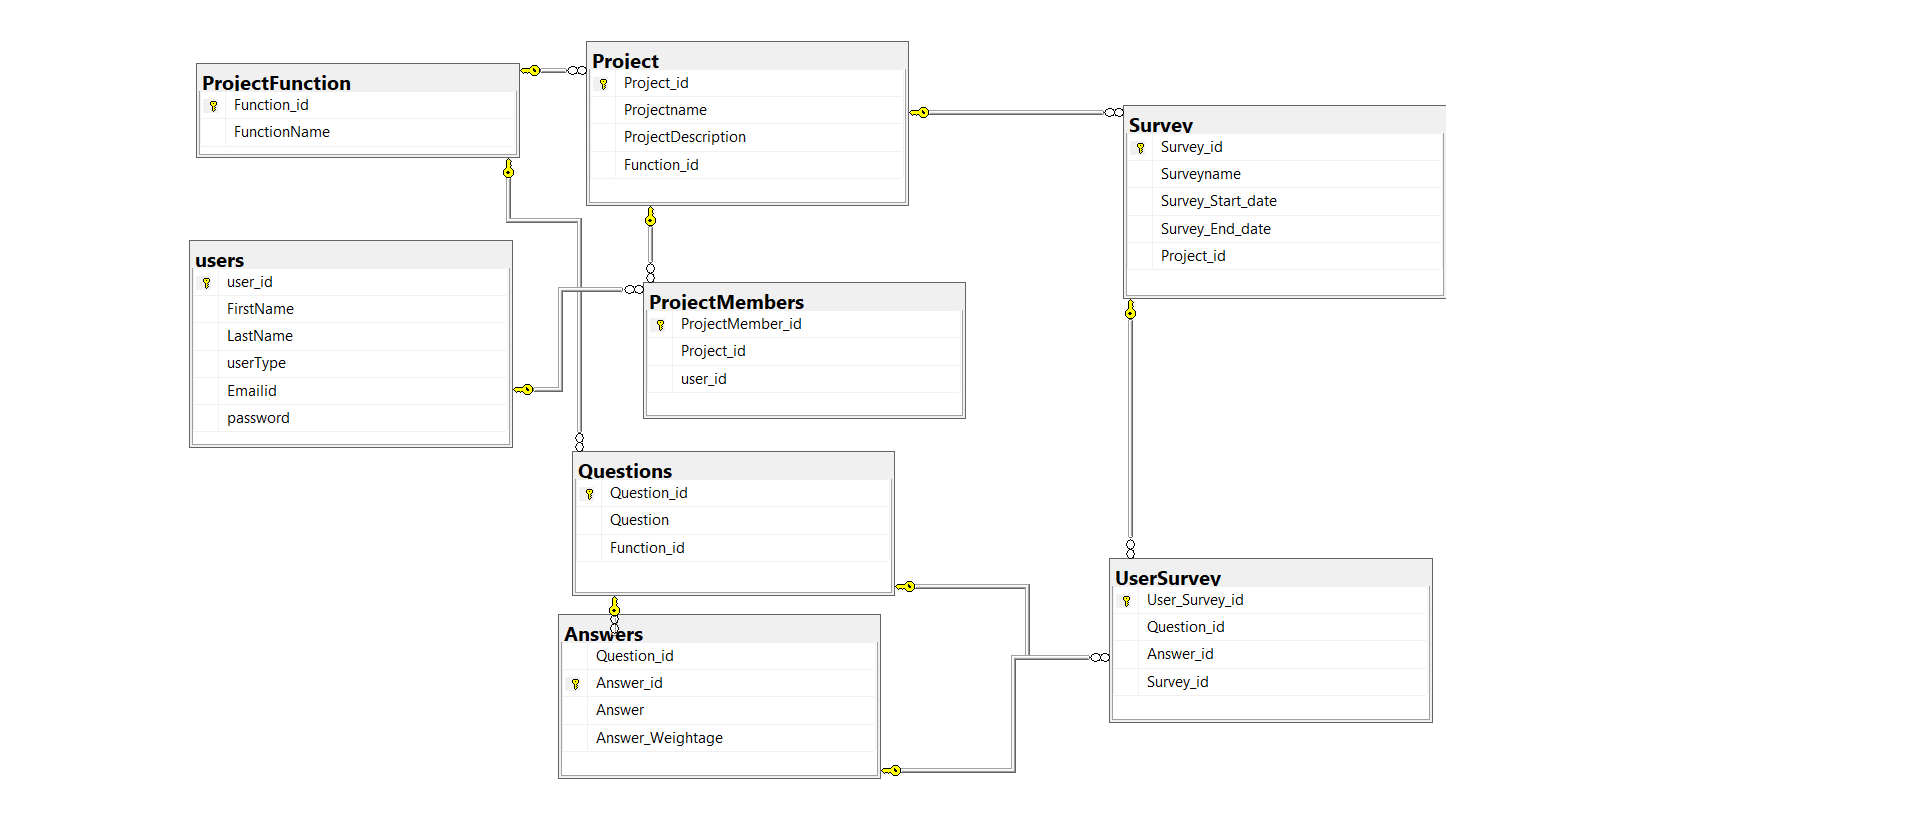 ProjectFunction
Function_id
FunctionName
Project
Project_id
Projectname
ProjectDescription
Function_id
Survey
Survey_id
Surveyname
Survey_Start_date
Survey_End_date
Project_id
users
user_id
FirstName
LastName
userType
Emailid
password
ProjectMembers
ProjectMember_id
Project_id
user_id
Questions
Question_id
Question
Function_id
Answers
Question_id
Answer_id
Answer
Answer_Weightage
UserSurvey
User_Survey_id
Question_id
Answer_id
Survey_id